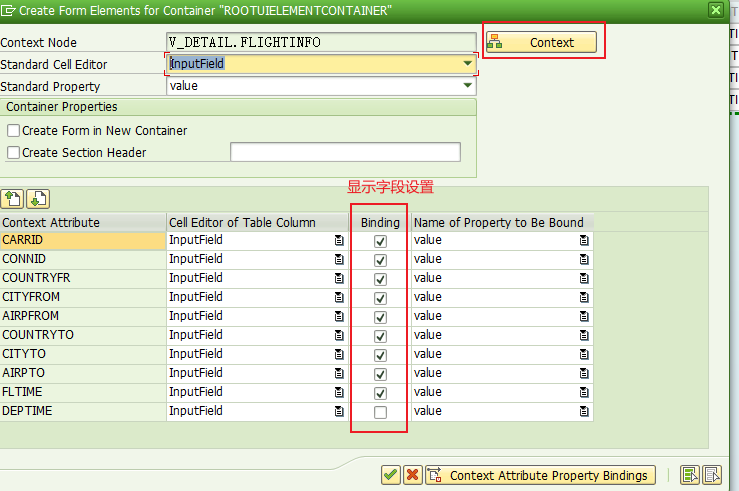 Create Form Elements for Container "ROOTUIELEMENTCONTAINER"
Context Node V_DETAIL.FLIGHTINFO Context
Standard Cell Editor InputField
Standard Property value
Container Properties
Create Form in New Container
Create Section Header
显示字段设置
Context Attribute Cell Editor of Table Column Binding Name of Property to Be Bound
CARRID InputField value
CONNID InputField value
COUNTRYFR InputField value
CITYFROM InputField value
AIRPFROM InputField value
COUNTRYTO InputField value
CITYTO InputField value
AIRPTO InputField value
FLTIME InputField value
DEPTIME InputField value
Context Attribute Property Bindings